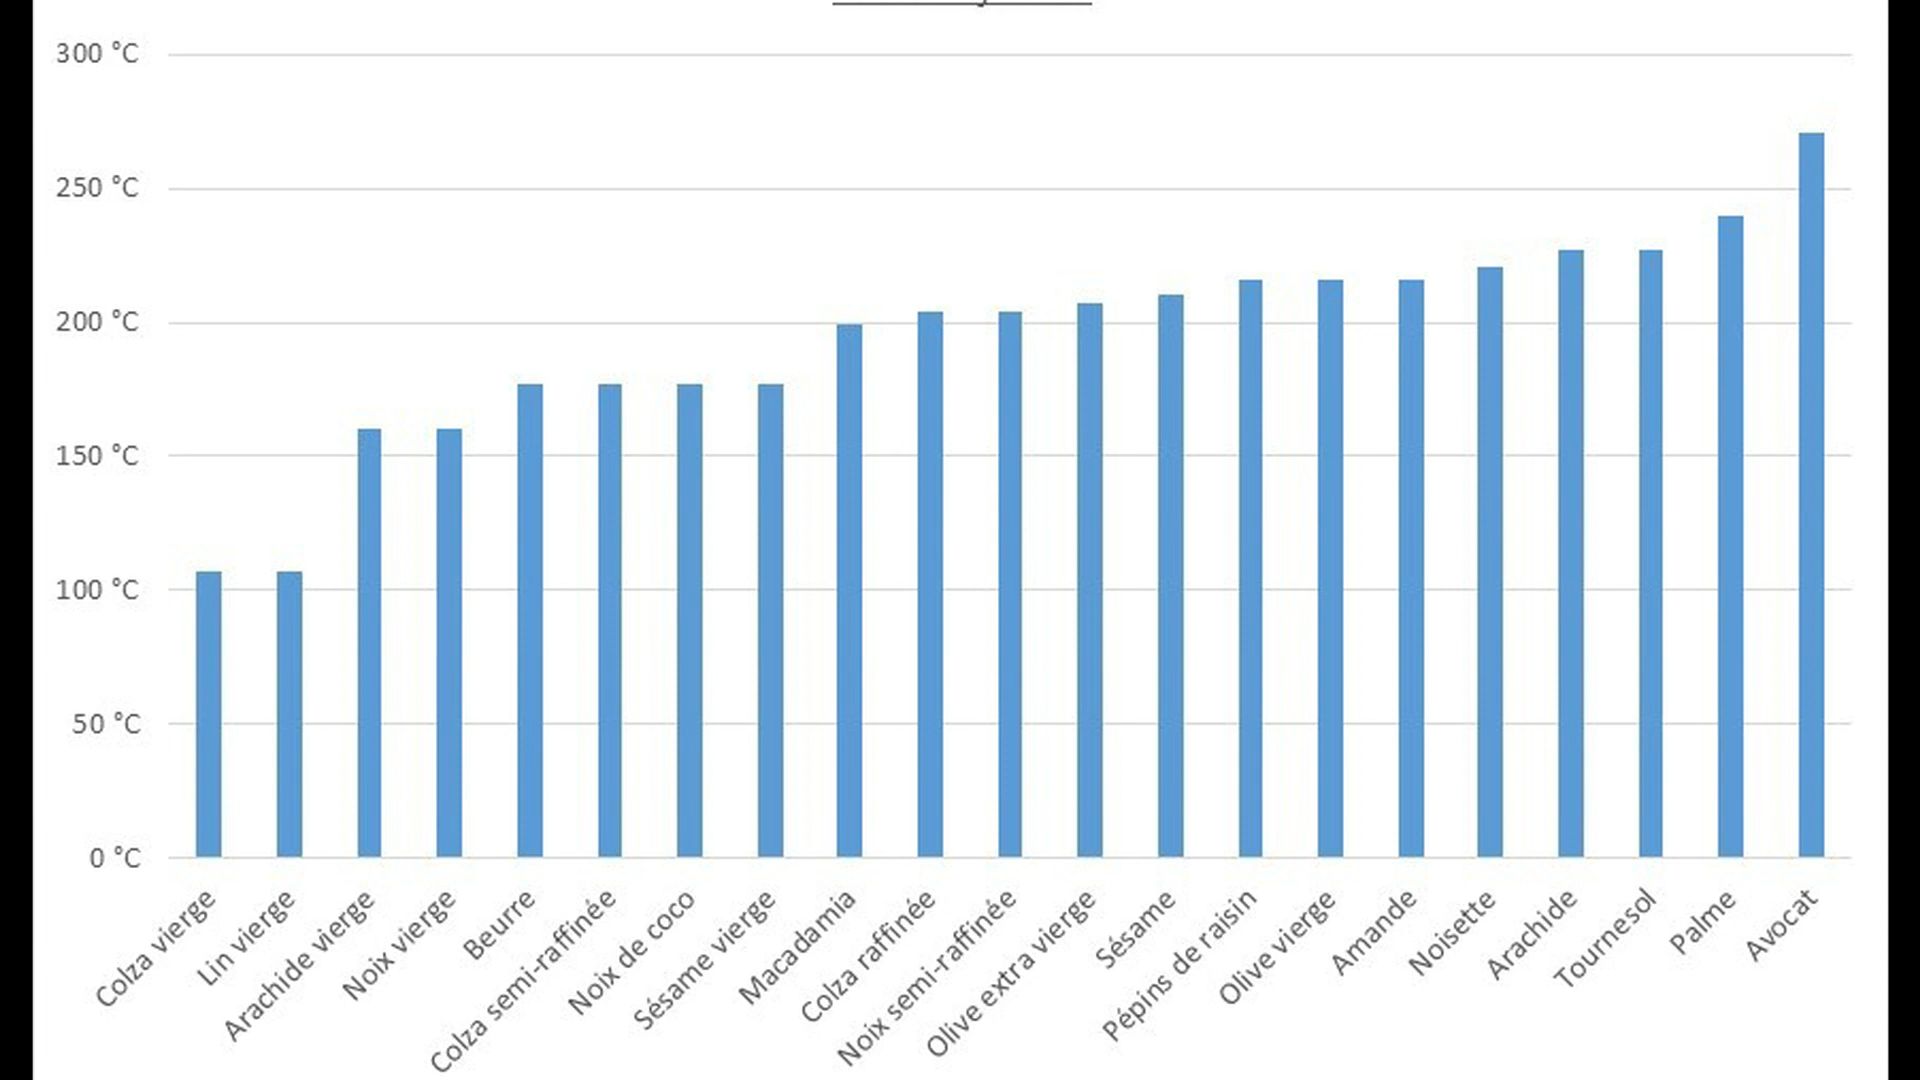 300 °C
250 °C
200 °C
150 °C
100 °C
50 °C
0 °C
Colza vierge
Lin vierge
Arachide vierge
Noix vierge
Beurre
Colza semi-raffinée
Noix de coco
Sésame vierge
Macadamia
Colza raffinée
Noix semi-raffinée
Olive extra vierge
Sésame
Pépins de raisin
Olive vierge
Amande
Noisette
Arachide
Tournesol
Palme
Avocat